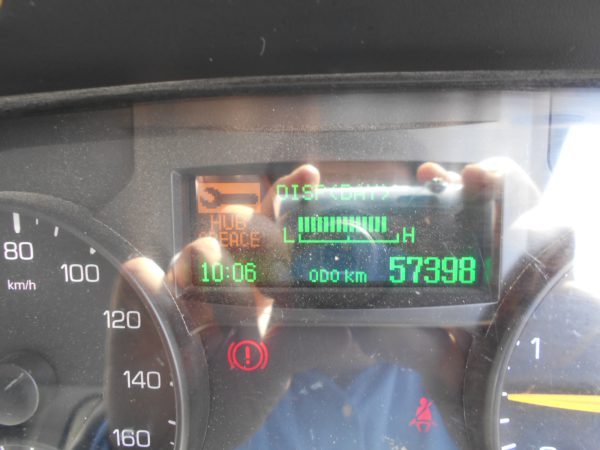 DISP(DAY)
HUB
GREACE
L H
10:06 ODO km 57398
80
km/h
100
120
140
160
1